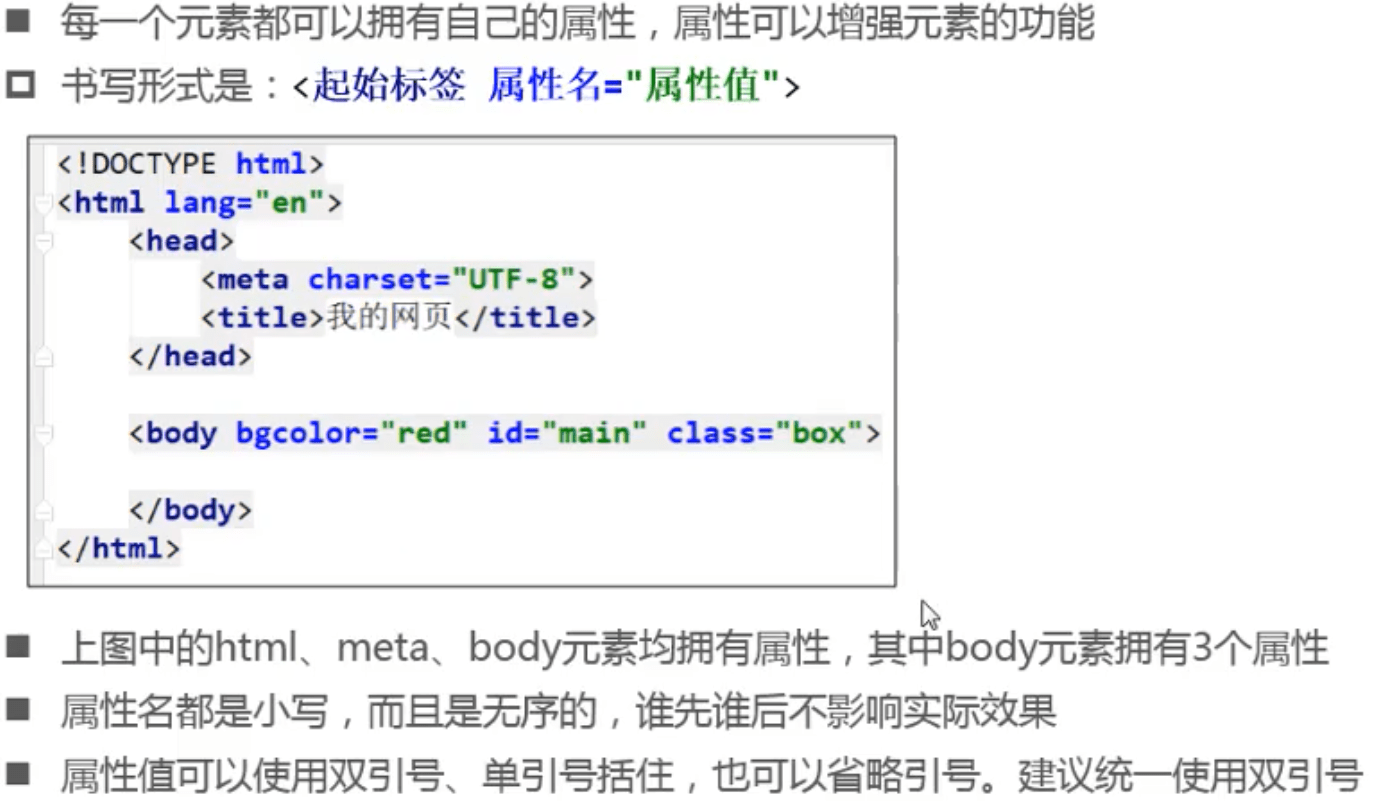 每一个元素都可以拥有自己的属性，属性可以增强元素的功能
书写形式是：<起始标签 属性名="属性值">
<!DOCTYPE html>
<html lang="en">
<head>
<meta charset="UTF-8">
<title>我的网页</title>
</head>
<body bgcolor="red" id="main" class="box">
</body>
</html>
上图中的html、meta、body元素均拥有属性，其中body元素拥有3个属性
属性名都是小写，而且是无序的，谁先谁后不影响实际效果
属性值可以使用双引号、单引号括住，也可以省略引号。建议统一使用双引号